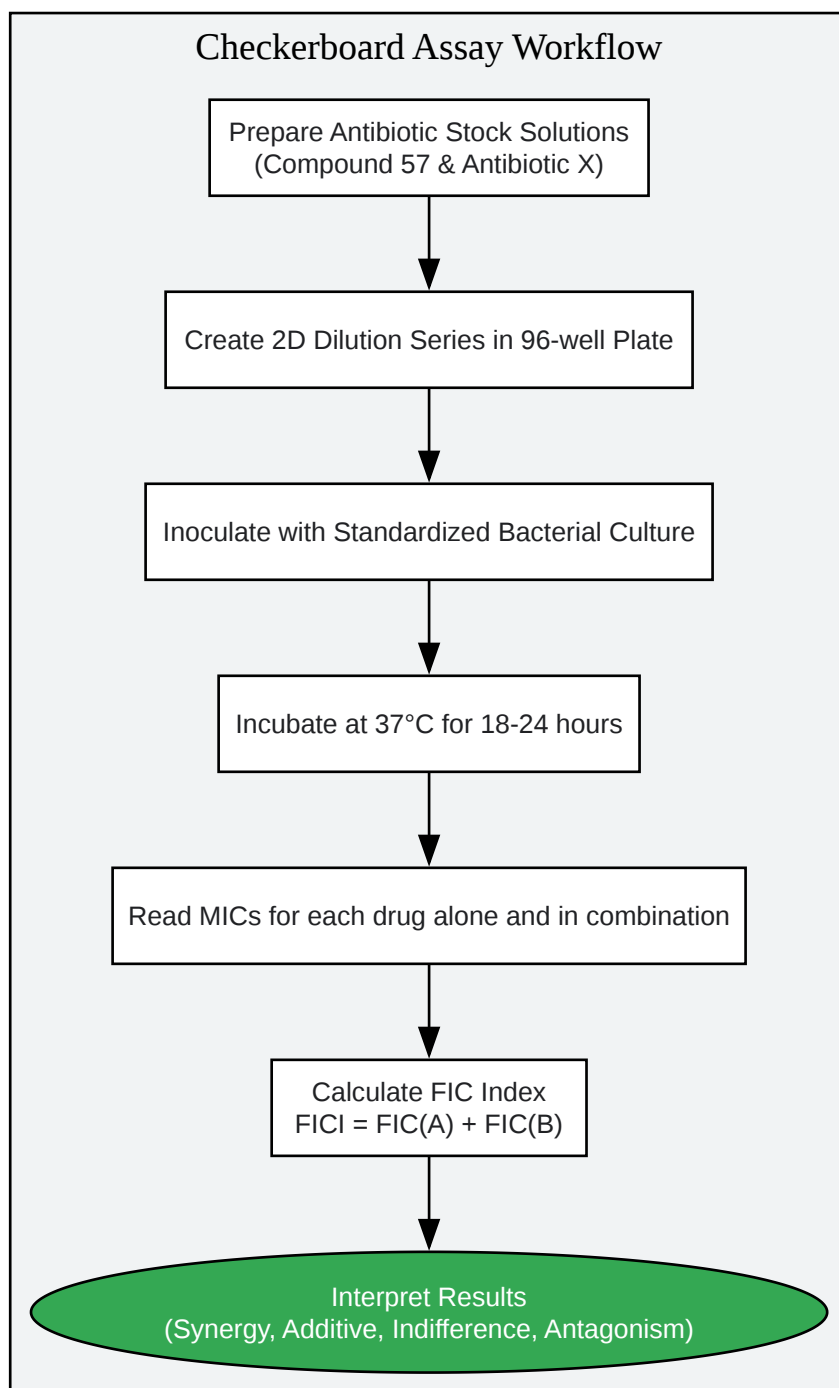 Checkerboard Assay Workflow
Prepare Antibiotic Stock Solutions
(Compound 57 & Antibiotic X)
Create 2D Dilution Series in 96-well Plate
Inoculate with Standardized Bacterial Culture
Incubate at 37°C for 18-24 hours
Read MICs for each drug alone and in combination
Calculate FIC Index
FICI = FIC(A) + FIC(B)
Interpret Results
(Synergy, Additive, Indifference, Antagonism)